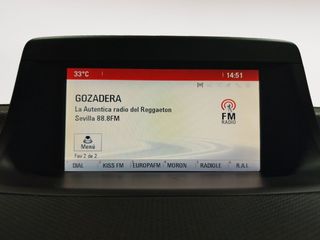 33°C 14:51
GOZADERA
La Autentica radio del Reggaeton
Sevilla 88.8FM
FM
RADIO
Menú
Fav 2 de 2
DIAL KISS FM EUROPAFM MORON RADIOLE R.A.I.